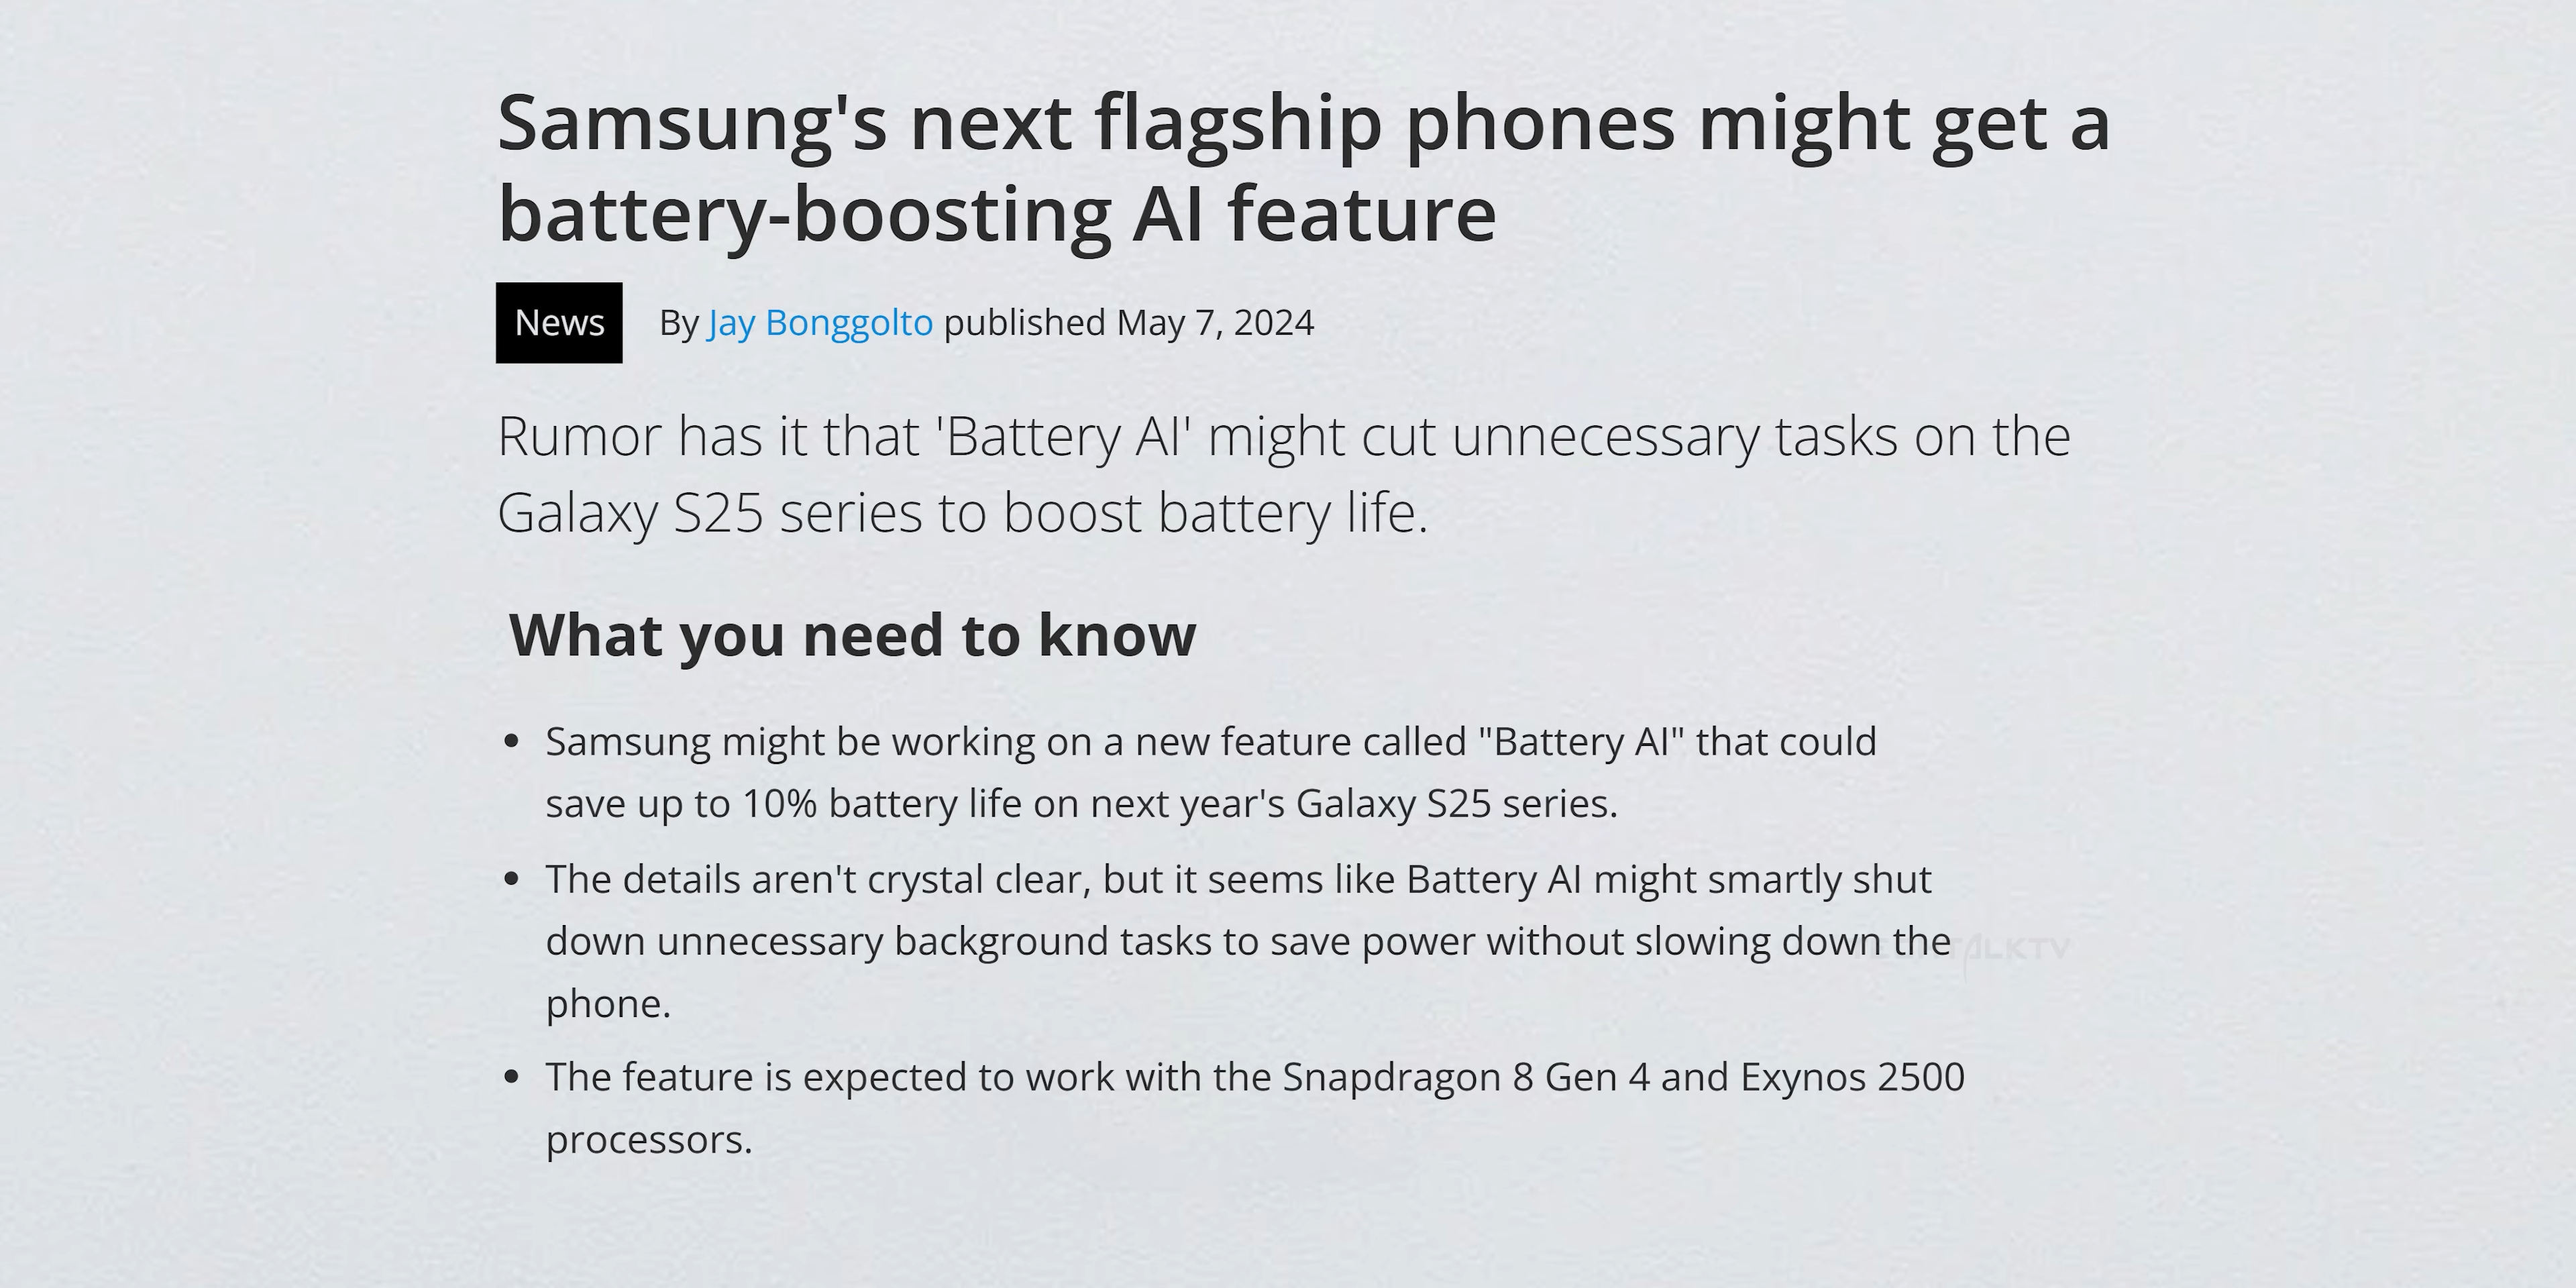 Samsung's next flagship phones might get a
battery-boosting AI feature
News By Jay Bonggolto published May 7, 2024
Rumor has it that 'Battery AI' might cut unnecessary tasks on the
Galaxy S25 series to boost battery life.
What you need to know
• Samsung might be working on a new feature called "Battery AI" that could
save up to 10% battery life on next year's Galaxy S25 series.
• The details aren't crystal clear, but it seems like Battery AI might smartly shut
down unnecessary background tasks to save power without slowing down the
phone.
• The feature is expected to work with the Snapdragon 8 Gen 4 and Exynos 2500
processors.